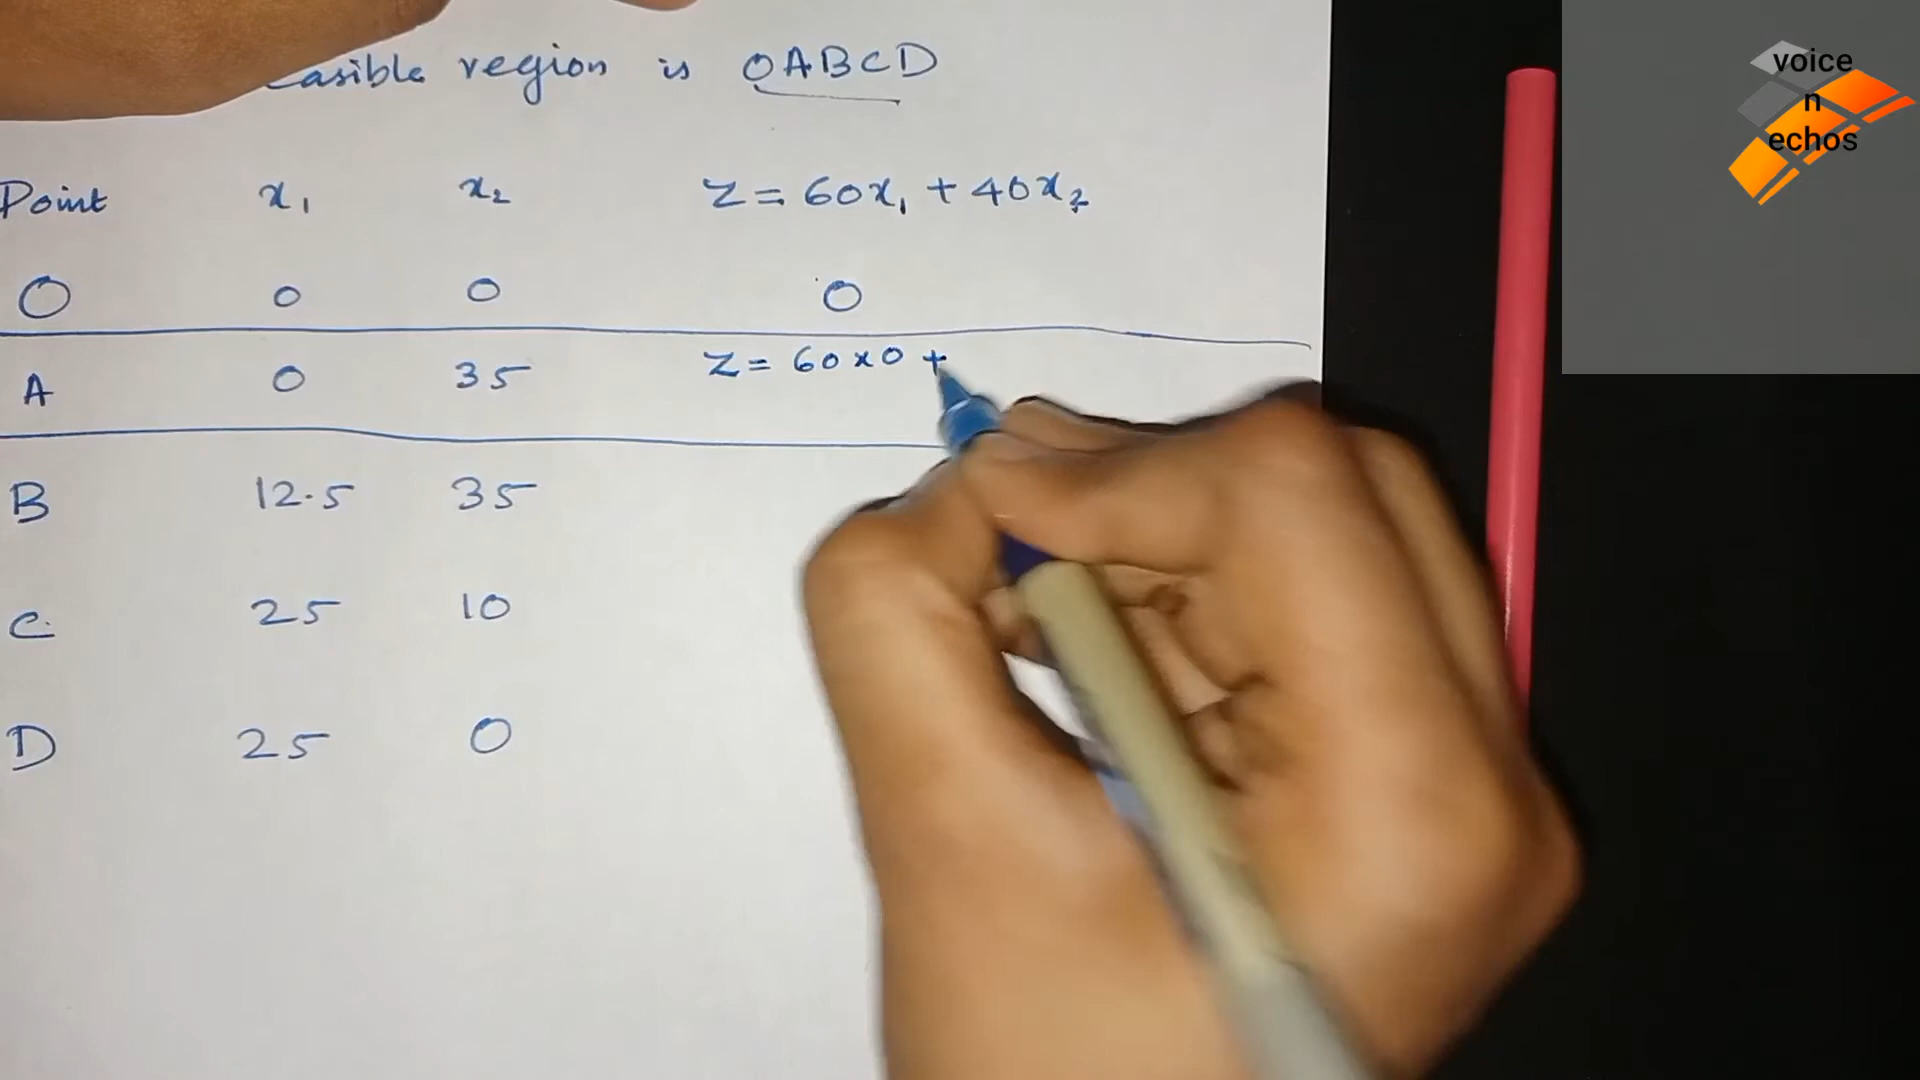 feasible region is OABCD
Point x₁ x₂ Z = 60x₁ + 40x₂
O 0 0 0
A 0 35 Z = 60 x 0 +
B 12.5 35
C 25 10
D 25 0
voice
n
echos